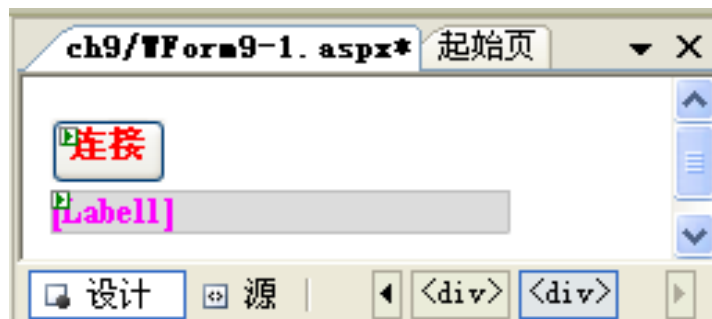 ch9/WForm9-1.aspx* 起始页
连接
[Label1]
设计 源 <div> <div>